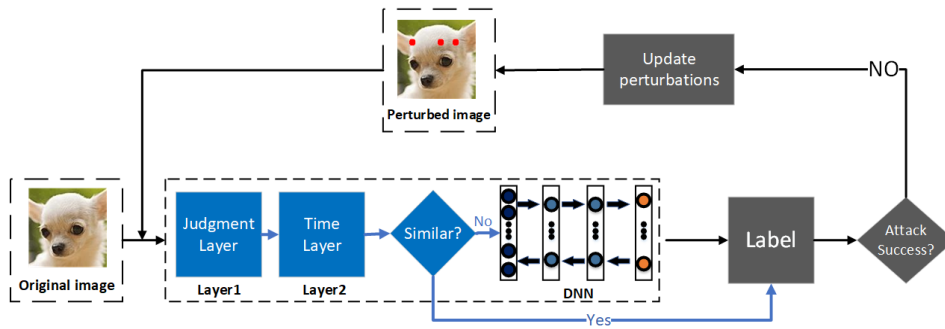 Update
perturbations
NO
Perturbed image
Judgment
Layer
Time
Layer
Similar?
No
Label
Attack
Success?
Original image
Layer1
Layer2
DNN
Yes